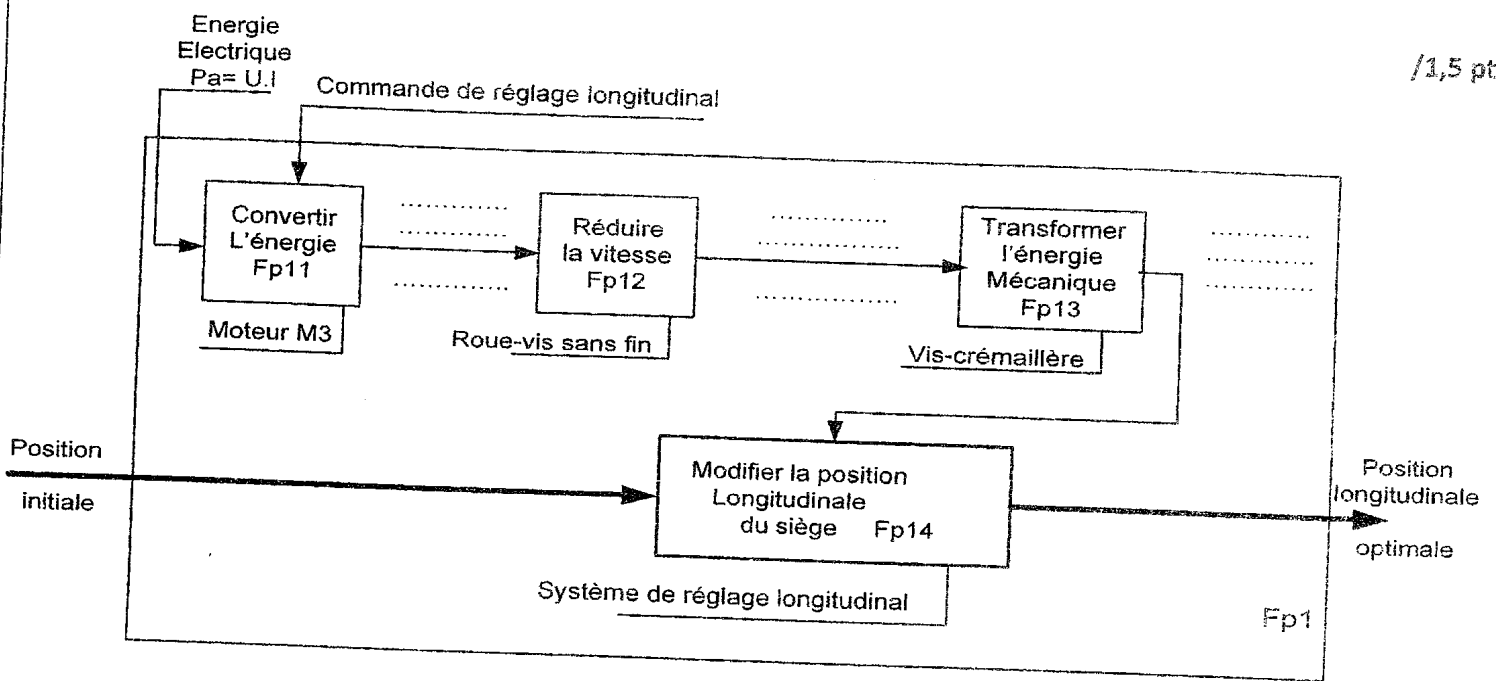 Energie
Electrique
Pa= U.I
/1,5 pt
Commande de réglage longitudinal
Convertir
L'énergie
Fp11
..............
..............
..............
Réduire
la vitesse
Fp12
...............
...................
..................
Transformer
l'énergie
Mécanique
Fp13
.............
..............
..............
Moteur M3
Roue-vis sans fin
Vis-crémaillère
Position
initiale
Modifier la position
Longitudinale
du siège Fp14
Position
longitudinale
optimale
Système de réglage longitudinal
Fp1